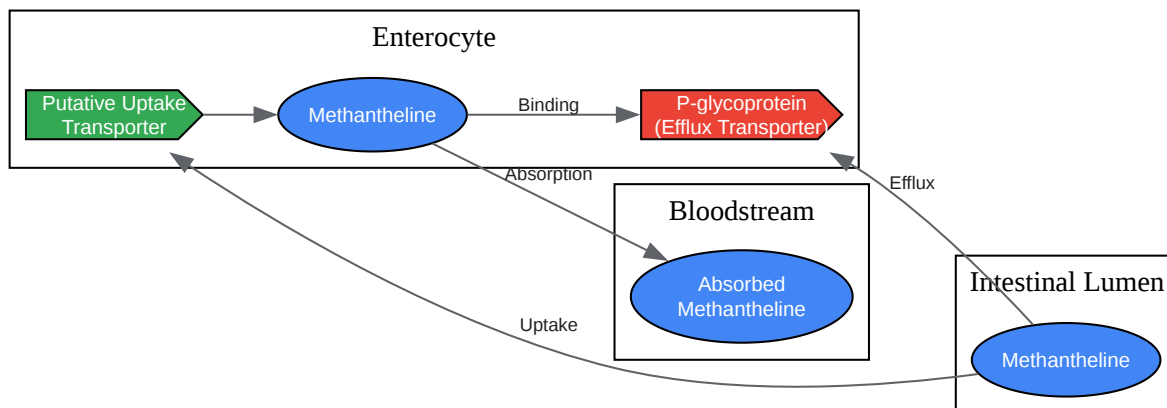 Enterocyte
Putative Uptake
Transporter
Methantheline
Binding
P-glycoprotein
(Efflux Transporter)
Absorption
Efflux
Bloodstream
Absorbed
Methantheline
Intestinal Lumen
Uptake
Methantheline